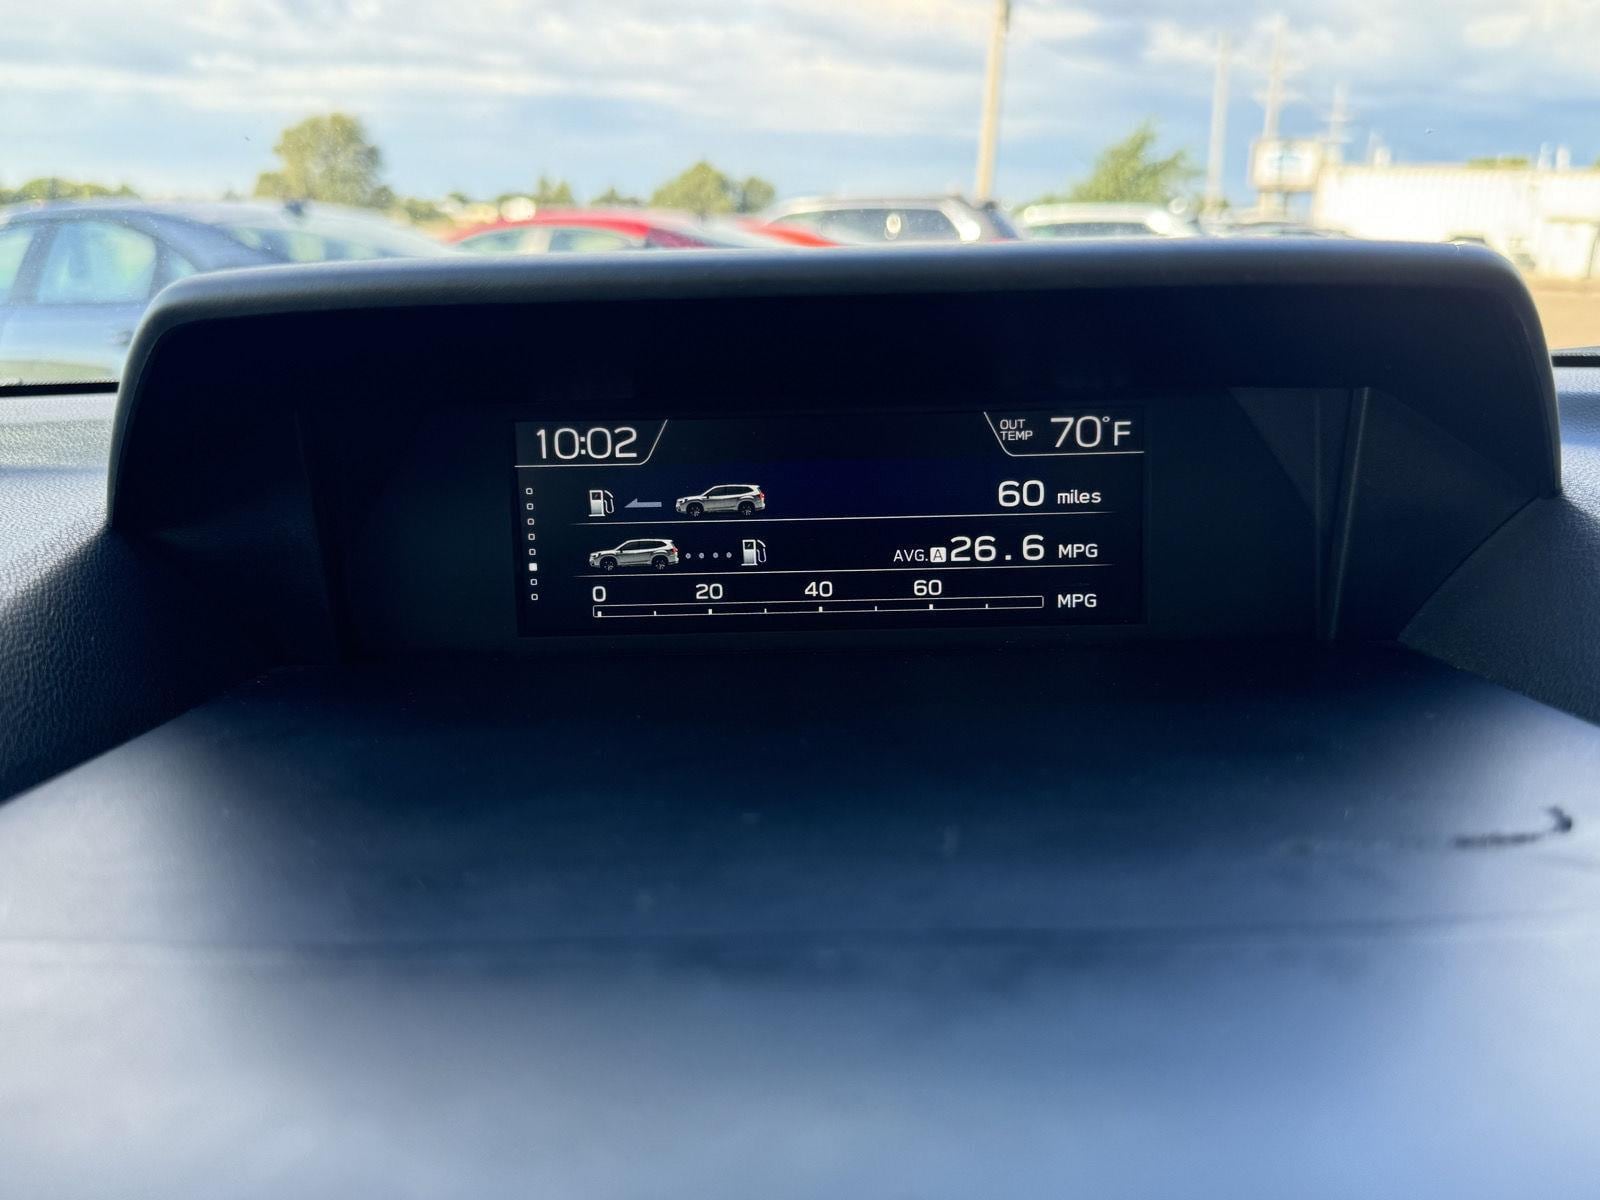 10:02
OUT TEMP 70°F
60 miles
AVG. A 26.6 MPG
0 20 40 60
MPG